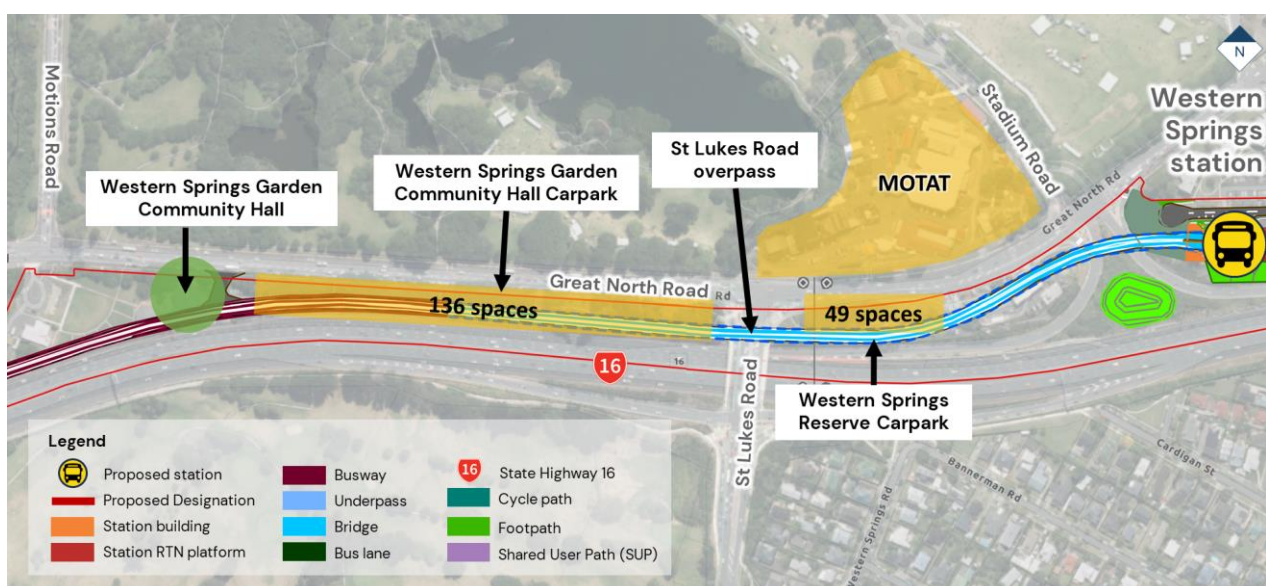 Motions Road
Western Springs Garden
Community Hall
Western Springs Garden
Community Hall Carpark
St Lukes Road
overpass
MOTAT
Stadium Road
N
Western
Springs
station
Great North Rd
Great North Road
Rd
136 spaces
49 spaces
16
16
St Lukes Road
Western Springs
Reserve Carpark
Western Springs Rd
Bannerman Rd
Cardigan St
Legend
Proposed station
Proposed Designation
Station building
Station RTN platform
Busway
Underpass
Bridge
Bus lane
16
State Highway 16
Cycle path
Footpath
Shared User Path (SUP)